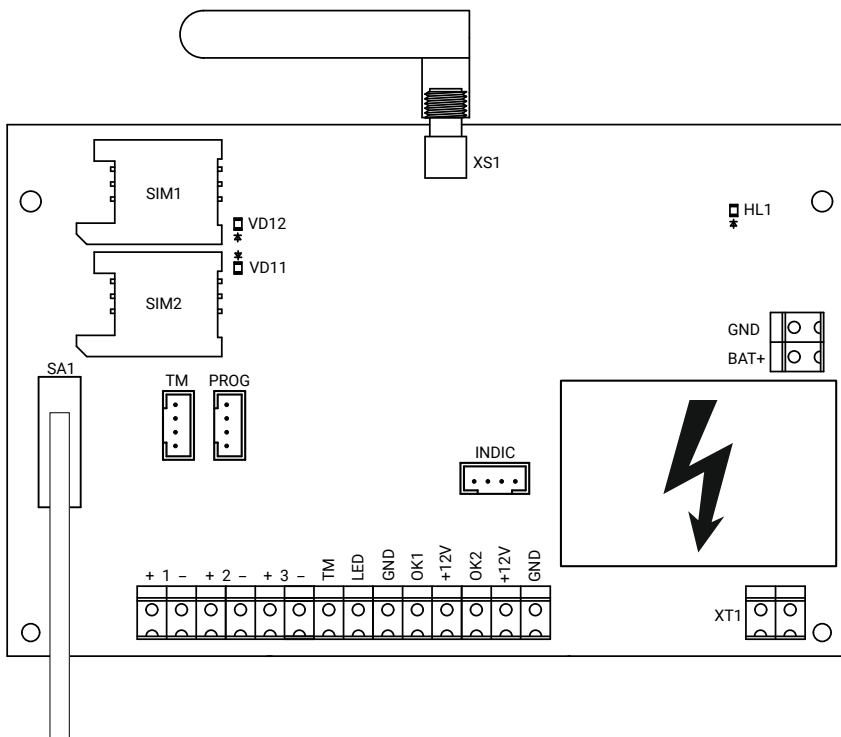 XS1
SIM1
VD12
HL1
VD11
SIM2
GND
BAT+
SA1
TM PROG
INDIC
+ 1 − + 2 − + 3 − TM LED GND OK1 +12V OK2 +12V GND
XT1